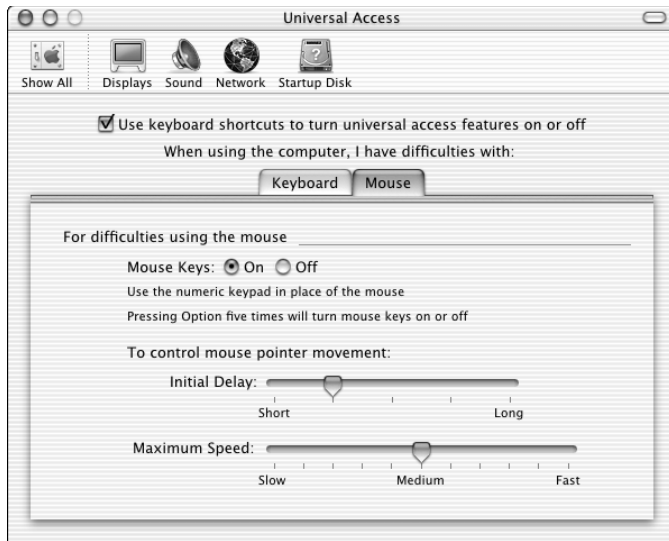 Universal Access
Show All Displays Sound Network Startup Disk
Use keyboard shortcuts to turn universal access features on or off
When using the computer, I have difficulties with:
Keyboard Mouse
For difficulties using the mouse
Mouse Keys: On Off
Use the numeric keypad in place of the mouse
Pressing Option five times will turn mouse keys on or off
To control mouse pointer movement:
Initial Delay:
Short Long
Maximum Speed:
Slow Medium Fast